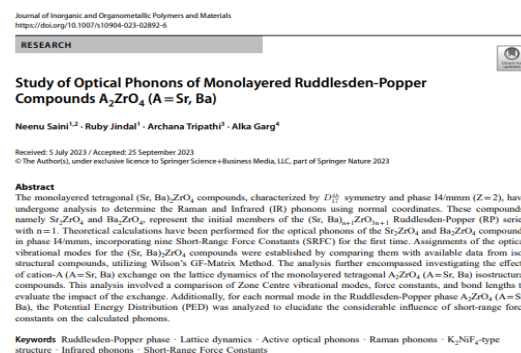 Journal of Inorganic and Organometallic Polymers and Materials
https://doi.org/10.1007/s10904-023-02892-6
RESEARCH
Study of Optical Phonons of Monolayered Ruddlesden-Popper
Compounds A₂ZrO₄ (A = Sr, Ba)
Neenu Saini¹,² · Ruby Jindal¹ · Archana Tripathi³ · Alka Garg⁴
Received: 5 July 2023 / Accepted: 25 September 2023
© The Author(s), under exclusive licence to Springer Science+Business Media, LLC, part of Springer Nature 2023
Abstract
The monolayered tetragonal (Sr, Ba)₂ZrO₄ compounds, characterized by symmetry and phase I4/mmm (Z = 2), hav
undergone analysis to determine the Raman and Infrared (IR) phonons using normal coordinates. These compound
namely Sr₂ZrO₄ and Ba₂ZrO₄, represent the initial members of the (Sr, Ba)ₙ₊₁ZrO₃ₙ₊₁ Ruddlesden-Popper (RP) serie
with n = 1. Theoretical calculations have been performed for the optical phonons of the Sr₂ZrO₄ and Ba₂ZrO₄ compound
in phase I4/mmm, incorporating nine Short-Range Force Constants (SRFC) for the first time. Assignments of the optic
vibrational modes for the (Sr, Ba)₂ZrO₄ compounds were established by comparing them with available data from iso
structural compounds, utilizing Wilson's GF-Matrix Method. The analysis further encompassed investigating the effec
of cation-A (A = Sr, Ba) exchange on the lattice dynamics of the monolayered tetragonal A₂ZrO₄ (A = Sr, Ba) isostructur
compounds. This analysis involved a comparison of Zone Centre vibrational modes, force constants, and bond lengths t
evaluate the impact of the exchange. Additionally, for each normal mode in the Ruddlesden-Popper phase A₂ZrO₄ (A = S
Ba), the Potential Energy Distribution (PED) was analyzed to elucidate the considerable influence of short-range forc
constants on the calculated phonons.
Keywords Ruddlesden-Popper phase · Lattice dynamics · Active optical phonons · Raman phonons · K₂NiF₄-type
structure · Infrared phonons · Short-Range Force Constants